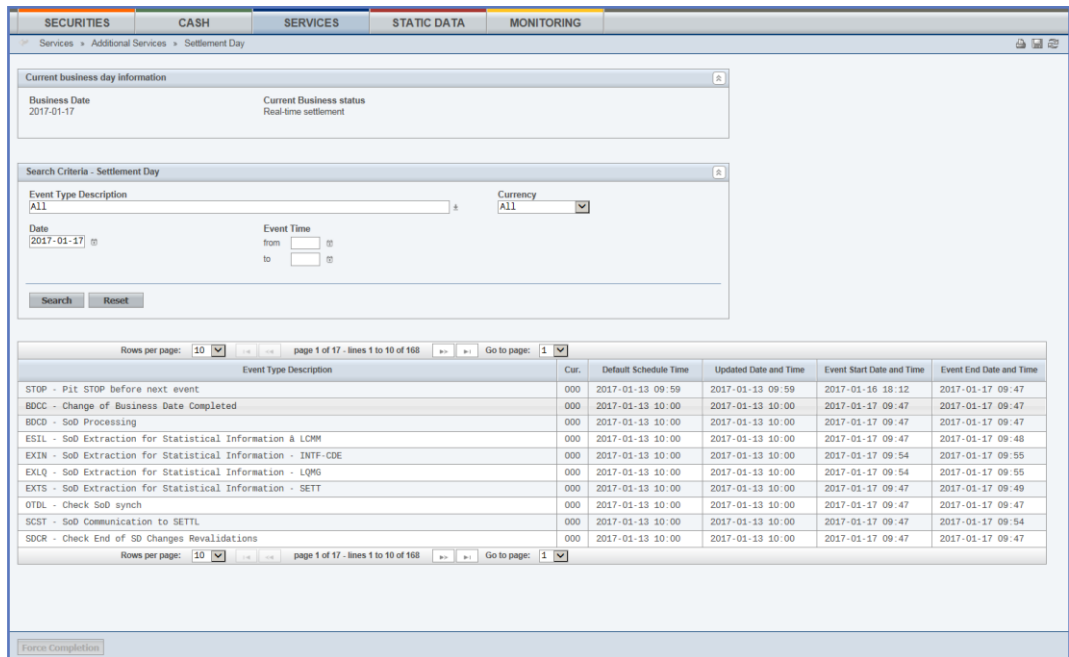 SECURITIES CASH SERVICES STATIC DATA MONITORING
Services » Additional Services » Settlement Day
Current business day information
Business Date Current Business status
2017-01-17 Real-time settlement
Search Criteria - Settlement Day
Event Type Description Currency
All All
Date Event Time
2017-01-17 from
to
Search Reset
Rows per page: 10 page 1 of 17 - lines 1 to 10 of 168 Go to page: 1
Event Type Description Cur. Default Schedule Time Updated Date and Time Event Start Date and Time Event End Date and Time
STOP - Pit STOP before next event 000 2017-01-13 09:59 2017-01-13 09:59 2017-01-16 18:12 2017-01-17 09:47
BDCC - Change of Business Date Completed 000 2017-01-13 10:00 2017-01-13 10:00 2017-01-17 09:47 2017-01-17 09:47
BDCD - SoD Processing 000 2017-01-13 10:00 2017-01-13 10:00 2017-01-17 09:47 2017-01-17 09:47
ESIL - SoD Extraction for Statistical Information & LCMM 000 2017-01-13 10:00 2017-01-13 10:00 2017-01-17 09:47 2017-01-17 09:48
EXIN - SoD Extraction for Statistical Information - INTF-CDE 000 2017-01-13 10:00 2017-01-13 10:00 2017-01-17 09:54 2017-01-17 09:55
EXLQ - SoD Extraction for Statistical Information - LQMG 000 2017-01-13 10:00 2017-01-13 10:00 2017-01-17 09:54 2017-01-17 09:55
EXTS - SoD Extraction for Statistical Information - SETT 000 2017-01-13 10:00 2017-01-13 10:00 2017-01-17 09:47 2017-01-17 09:49
OTDL - Check SoD synch 000 2017-01-13 10:00 2017-01-13 10:00 2017-01-17 09:47 2017-01-17 09:47
SCST - SoD Communication to SETTL 000 2017-01-13 10:00 2017-01-13 10:00 2017-01-17 09:47 2017-01-17 09:54
SDCR - Check End of SD Changes Revalidations 000 2017-01-13 10:00 2017-01-13 10:00 2017-01-17 09:47 2017-01-17 09:47
Rows per page: 10 page 1 of 17 - lines 1 to 10 of 168 Go to page: 1
Force Completion